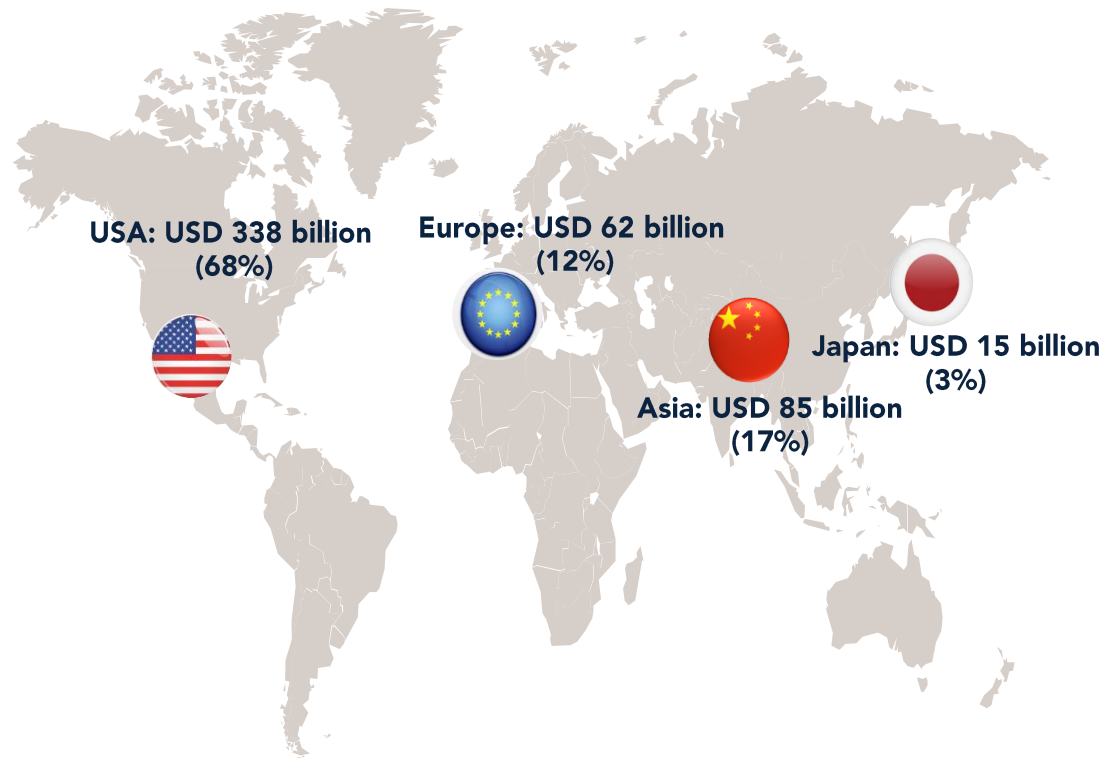 USA: USD 338 billion
(68%)
Europe: USD 62 billion
(12%)
Japan: USD 15 billion
(3%)
Asia: USD 85 billion
(17%)